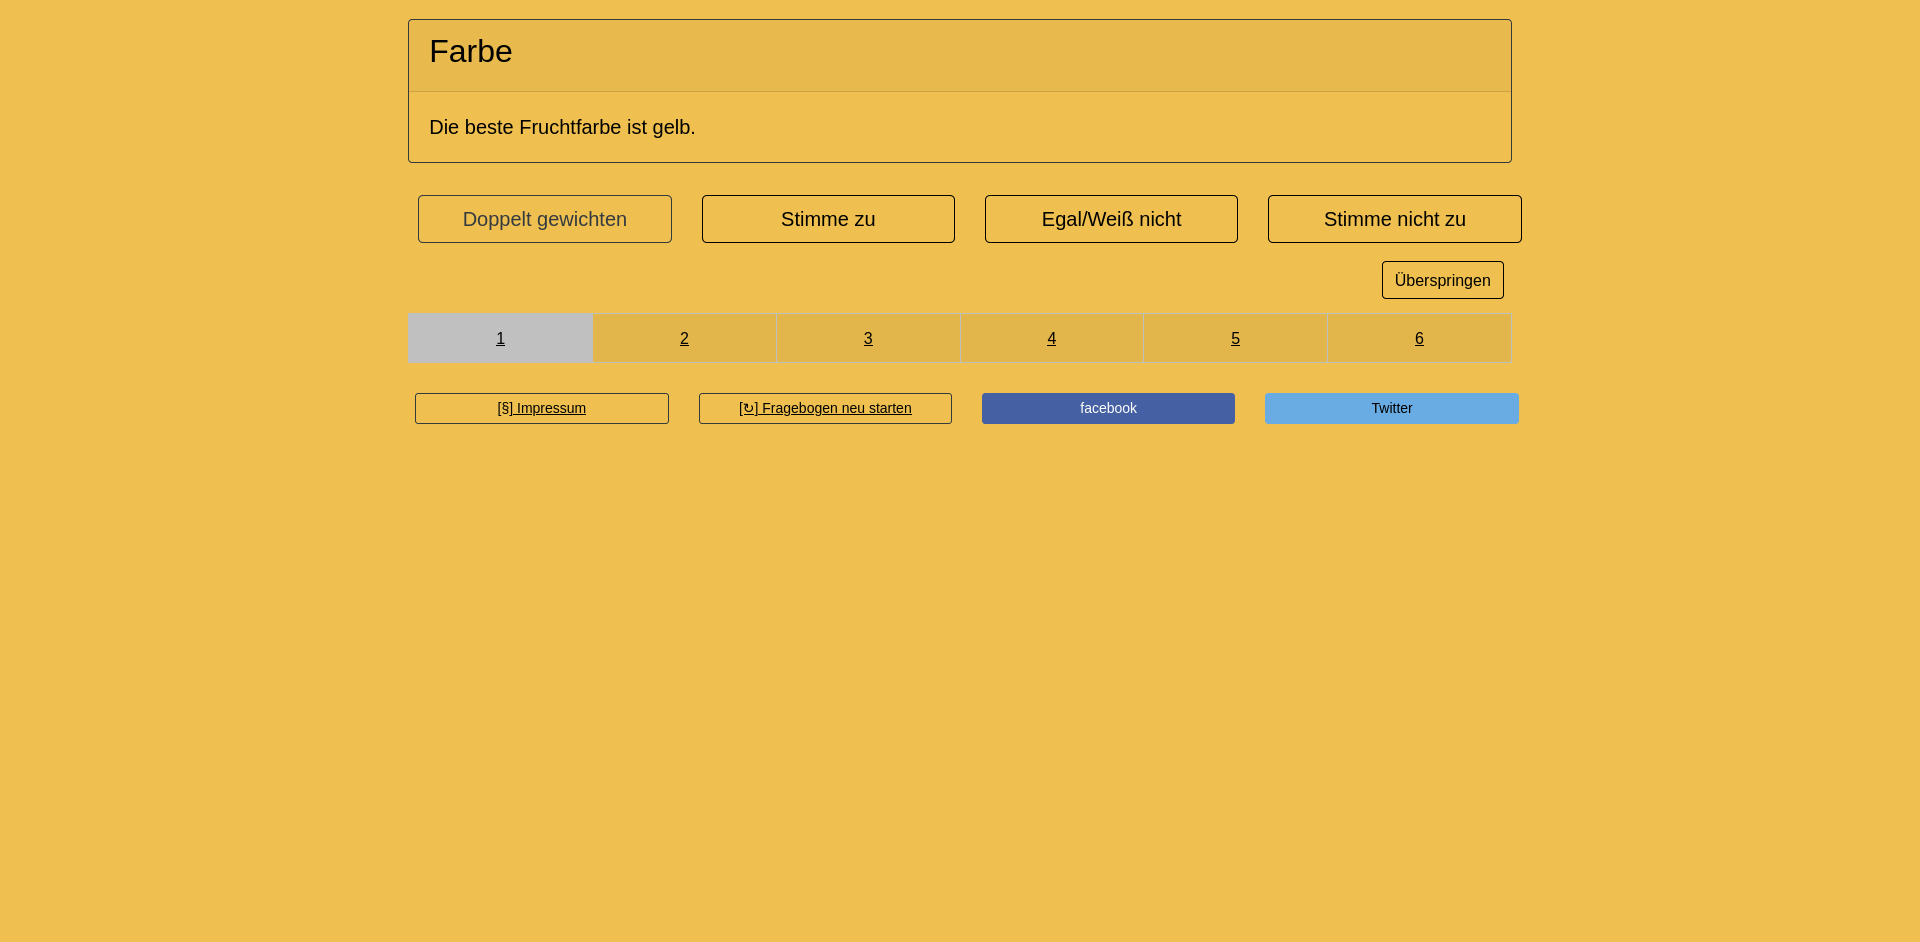 Farbe
Die beste Fruchtfarbe ist gelb.
Doppelt gewichten Stimme zu Egal/Weiß nicht Stimme nicht zu
Überspringen
1 2 3 4 5 6
[§] Impressum [↻] Fragebogen neu starten facebook Twitter